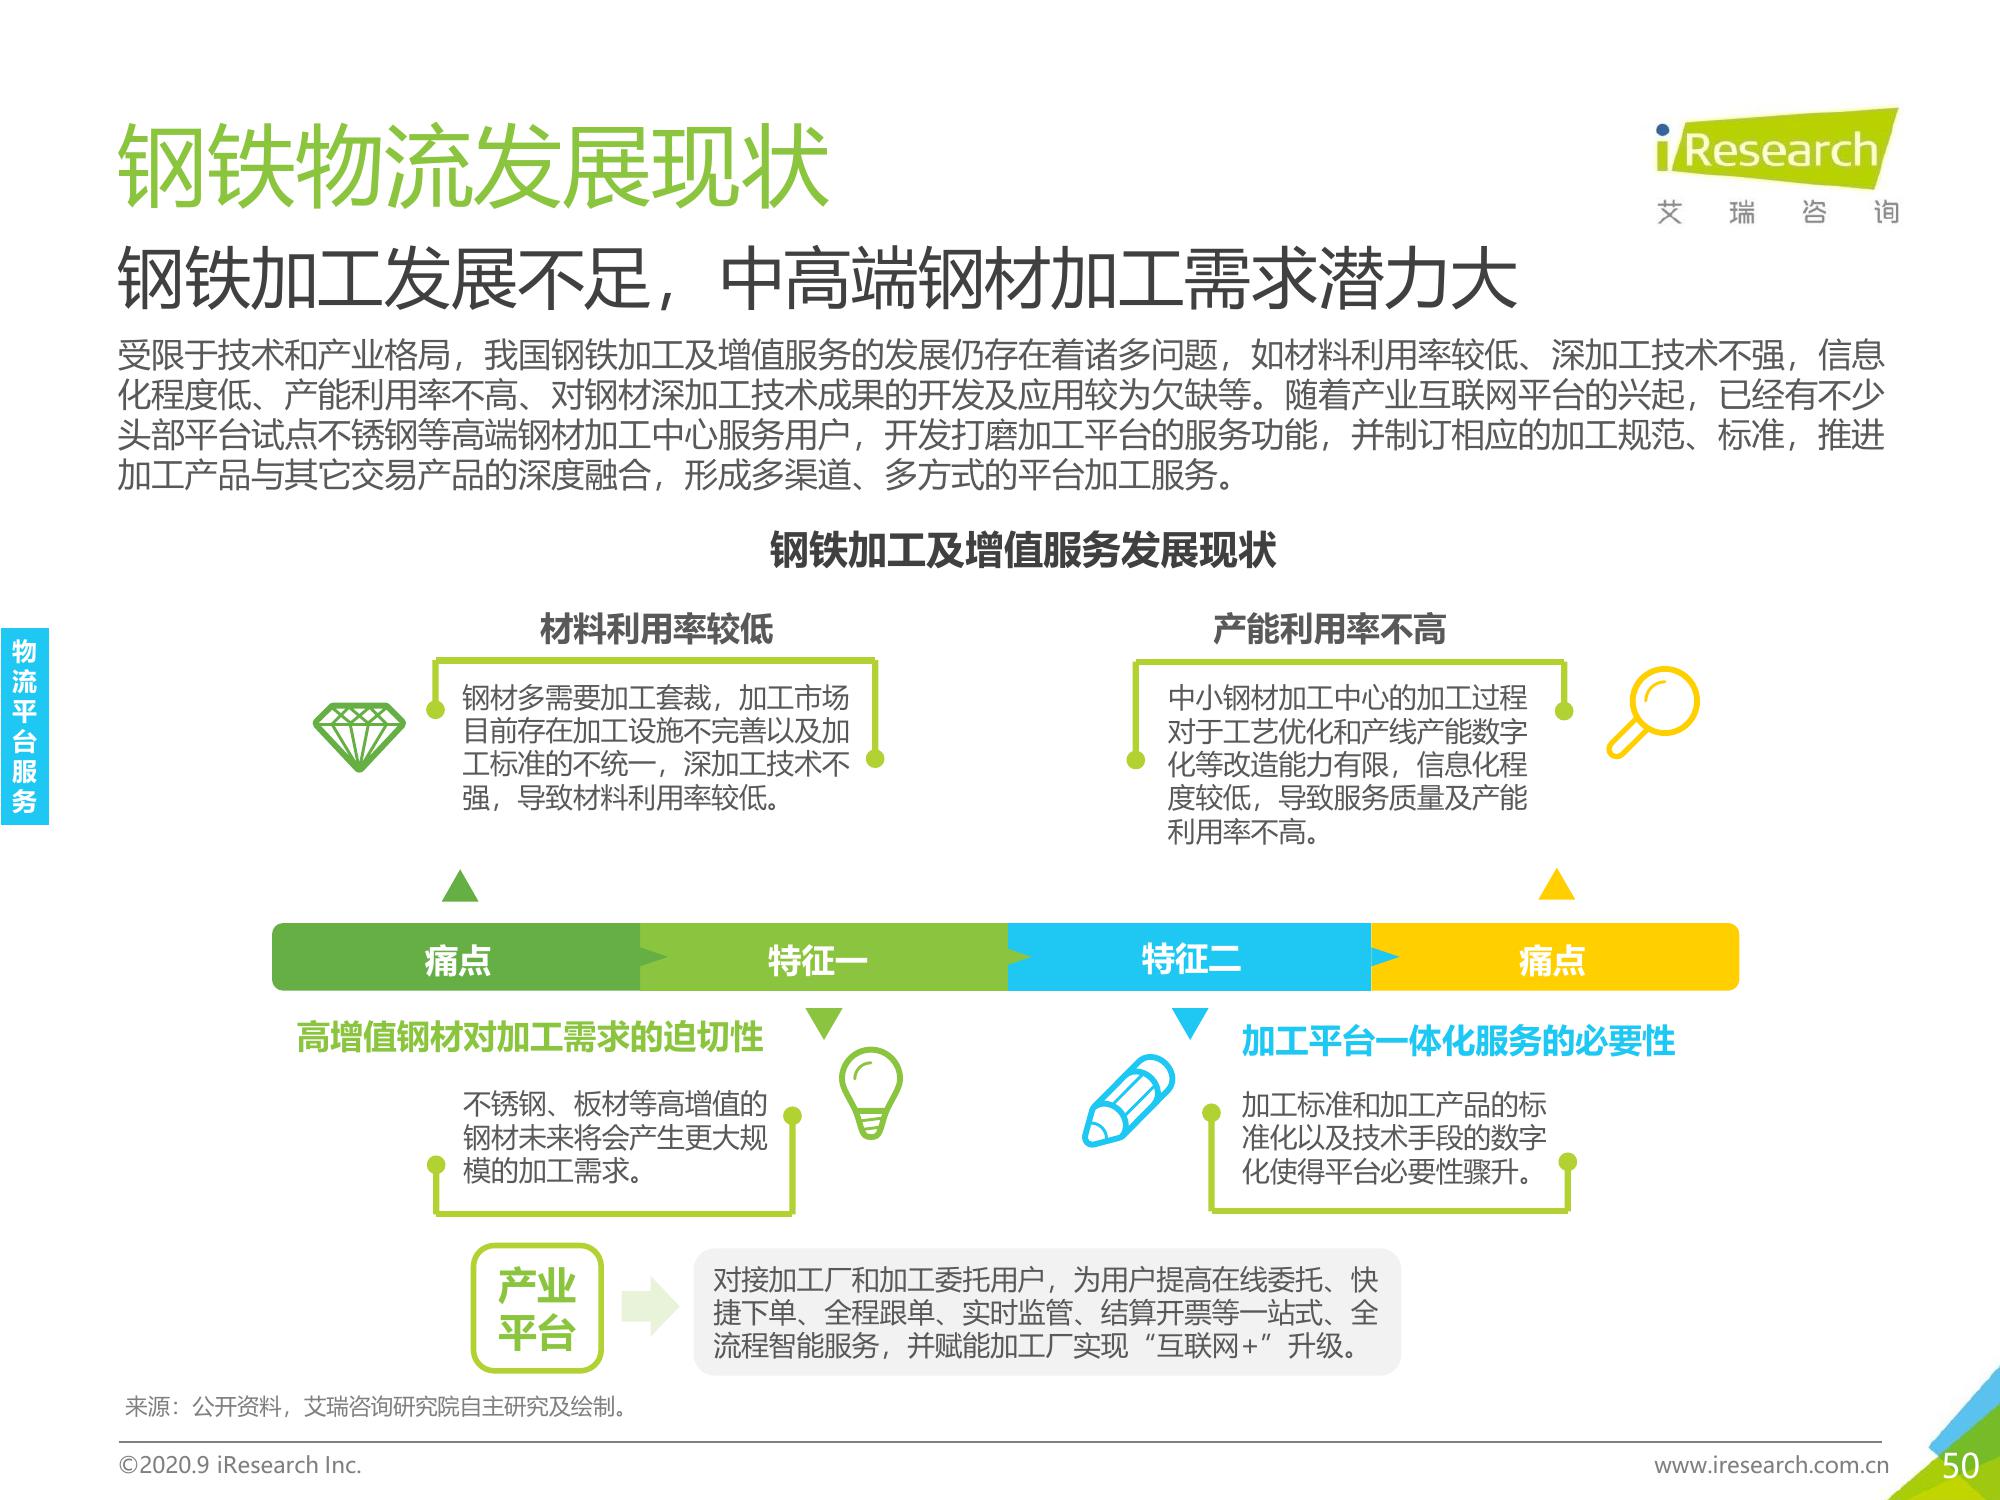 钢铁物流发展现状
iResearch
艾瑞咨询
钢铁加工发展不足，中高端钢材加工需求潜力大
受限于技术和产业格局，我国钢铁加工及增值服务的发展仍存在着诸多问题，如材料利用率较低、深加工技术不强，信息
化程度低、产能利用率不高、对钢材深加工技术成果的开发及应用较为欠缺等。随着产业互联网平台的兴起，已经有不少
头部平台试点不锈钢等高端钢材加工中心服务用户，开发打磨加工平台的服务功能，并制订相应的加工规范、标准，推进
加工产品与其它交易产品的深度融合，形成多渠道、多方式的平台加工服务。
钢铁加工及增值服务发展现状
物流平台服务
材料利用率较低
钢材多需要加工套裁，加工市场
目前存在加工设施不完善以及加
工标准的不统一，深加工技术不
强，导致材料利用率较低。
产能利用率不高
中小钢材加工中心的加工过程
对于工艺优化和产线产能数字
化等改造能力有限，信息化程
度较低，导致服务质量及产能
利用率不高。
痛点
特征一
特征二
痛点
高增值钢材对加工需求的迫切性
不锈钢、板材等高增值的
钢材未来将会产生更大规
模的加工需求。
加工平台一体化服务的必要性
加工标准和加工产品的标
准化以及技术手段的数字
化使得平台必要性骤升。
产业
平台
对接加工厂和加工委托用户，为用户提高在线委托、快
捷下单、全程跟单、实时监管、结算开票等一站式、全
流程智能服务，并赋能加工厂实现“互联网+”升级。
来源：公开资料，艾瑞咨询研究院自主研究及绘制。
©2020.9 iResearch Inc.
www.iresearch.com.cn
50